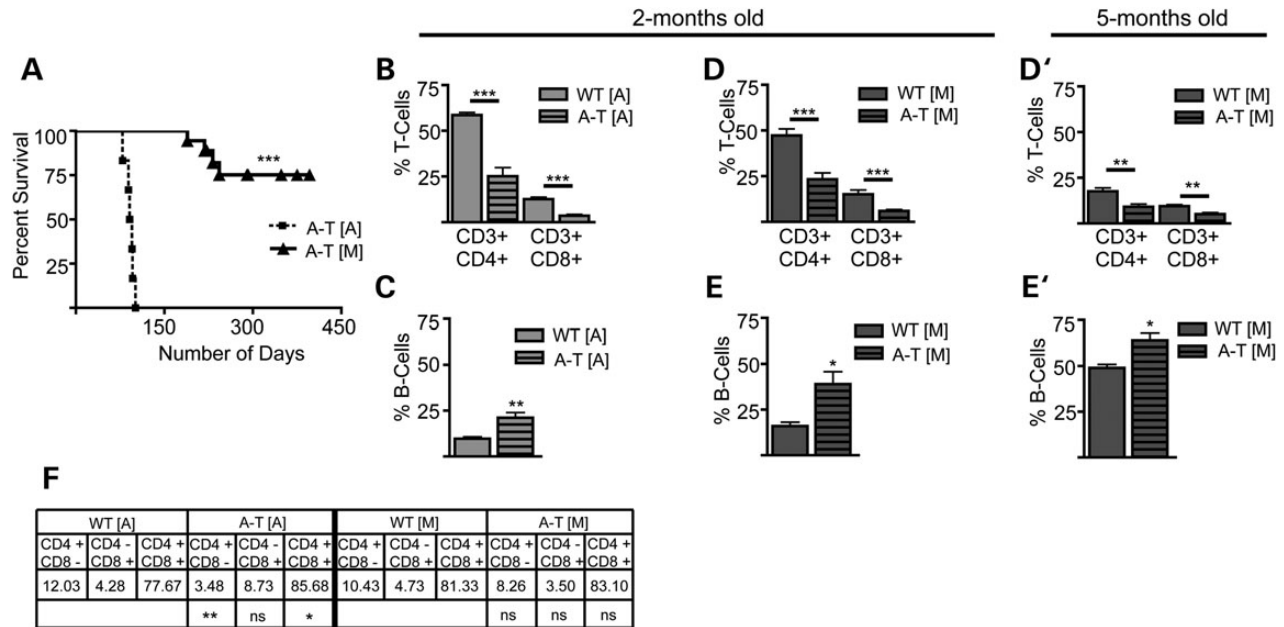 2-months old
5-months old
A
Percent Survival
100
75
50
25
150
300
450
Number of Days
***
A-T [A]
A-T [M]
B
% T-Cells
75
50
25
***
***
WT [A]
A-T [A]
CD3+ CD3+
CD4+ CD8+
D
% T-Cells
75
50
25
***
***
WT [M]
A-T [M]
CD3+ CD3+
CD4+ CD8+
D'
% T-Cells
75
50
25
**
**
WT [M]
A-T [M]
CD3+ CD3+
CD4+ CD8+
C
% B-Cells
75
50
25
**
WT [A]
A-T [A]
E
% B-Cells
75
50
25
*
WT [M]
A-T [M]
E'
% B-Cells
75
50
25
*
WT [M]
A-T [M]
F
WT [A] A-T [A] WT [M] A-T [M]
CD4 + CD4 - CD4 + CD4 + CD4 - CD4 + CD4 + CD4 - CD4 + CD4 + CD4 - CD4 +
CD8 - CD8 + CD8 + CD8 - CD8 + CD8 + CD8 - CD8 + CD8 + CD8 - CD8 + CD8 +
12.03 4.28 77.67 3.48 8.73 85.68 10.43 4.73 81.33 8.26 3.50 83.10
** ns * ns ns ns